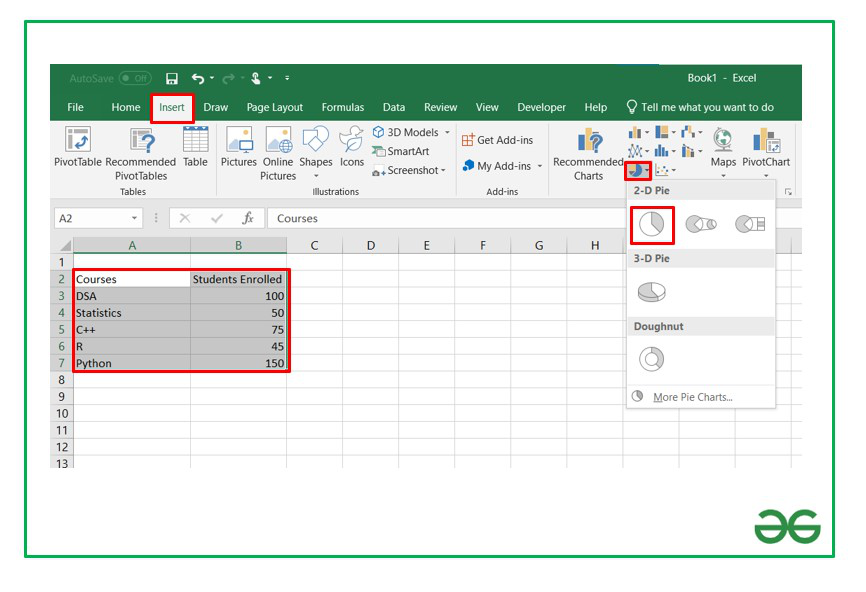 AutoSave Off Book1 - Excel
File Home Insert Draw Page Layout Formulas Data Review View Developer Help Tell me what you want to do
PivotTable Recommended PivotTables Table
Tables
Pictures Online Pictures Shapes Icons
3D Models
SmartArt
Screenshot
Illustrations
Get Add-ins
My Add-ins
Add-ins
Recommended Charts
Maps PivotChart
2-D Pie
3-D Pie
Doughnut
More Pie Charts...
A2 fx Courses
A B C D E F G H
1
2 Courses Students Enrolled
3 DSA 100
4 Statistics 50
5 C++ 75
6 R 45
7 Python 150
8
9
10
11
12
13